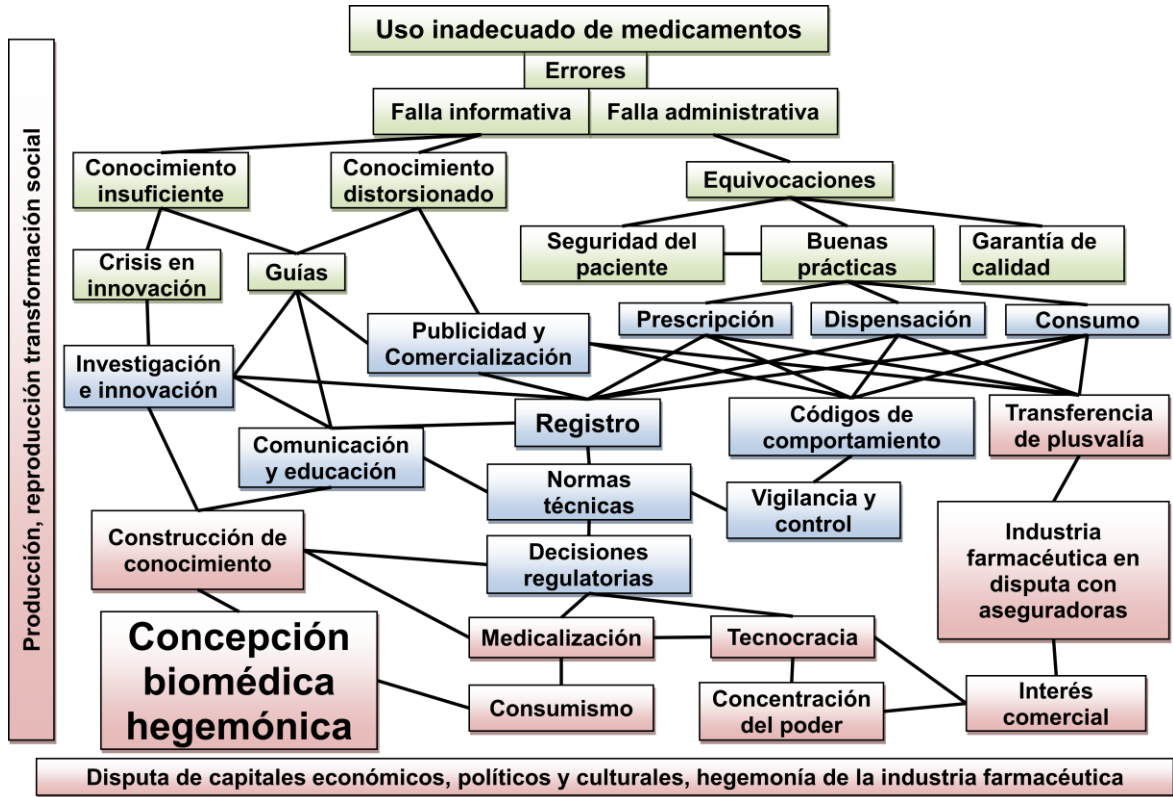 Uso inadecuado de medicamentos
Errores
Falla informativa
Falla administrativa
Conocimiento
insuficiente
Conocimiento
distorsionado
Equivocaciones
Crisis en
innovación
Guías
Seguridad del
paciente
Buenas
prácticas
Garantía de
calidad
Publicidad y
Comercialización
Prescripción
Dispensación
Consumo
Investigación
e innovación
Comunicación
y educación
Registro
Códigos de
comportamiento
Transferencia
de plusvalía
Normas
técnicas
Vigilancia y
control
Construcción de
conocimiento
Decisiones
regulatorias
Industria
farmacéutica en
disputa con
aseguradoras
Concepción
biomédica
hegemónica
Medicalización
Tecnocracia
Consumismo
Concentración
del poder
Interés
comercial
Producción, reproducción transformación social
Disputa de capitales económicos, políticos y culturales, hegemonía de la industria farmacéutica